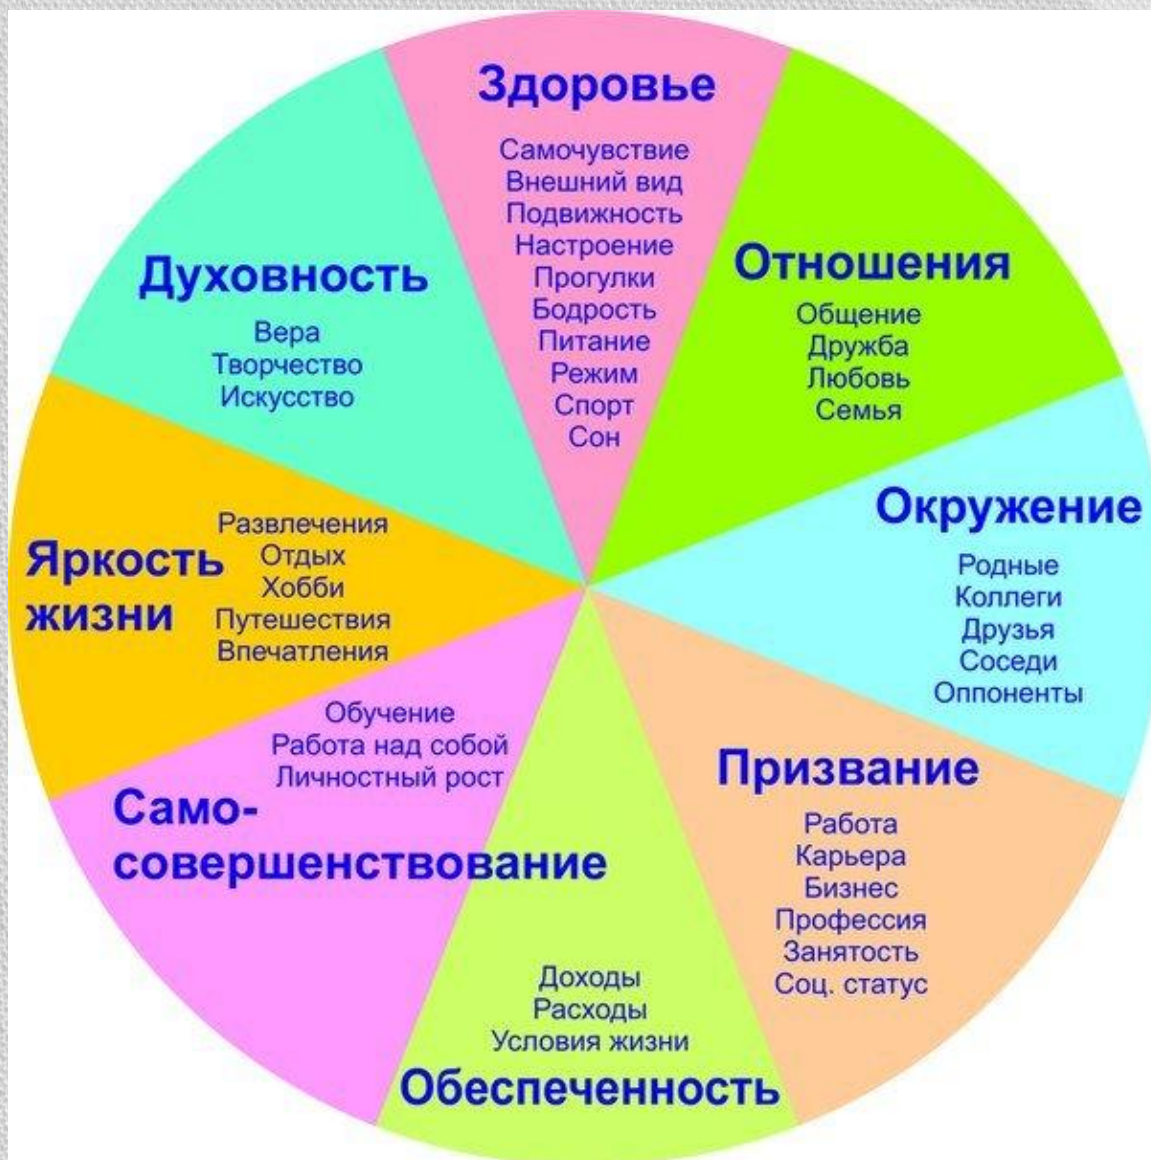 Здоровье
Самочувствие
Внешний вид
Подвижность
Настроение
Прогулки
Бодрость
Питание
Режим
Спорт
Сон
Отношения
Общение
Дружба
Любовь
Семья
Окружение
Родные
Коллеги
Друзья
Соседи
Оппоненты
Призвание
Работа
Карьера
Бизнес
Профессия
Занятость
Соц. статус
Доходы
Расходы
Условия жизни
Обеспеченность
Обучение
Работа над собой
Личностный рост
Само-
совершенствование
Яркость
жизни
Развлечения
Отдых
Хобби
Путешествия
Впечатления
Духовность
Вера
Творчество
Искусство